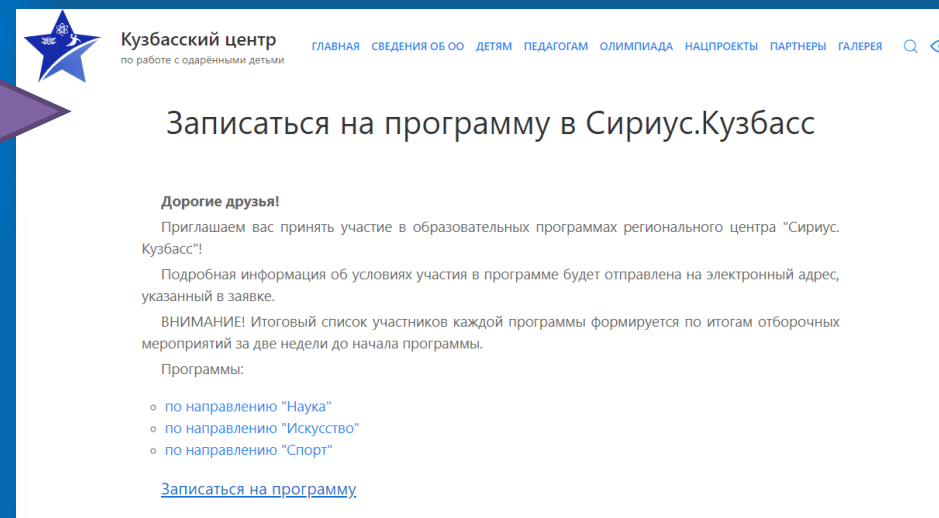 Кузбасский центр
по работе с одарёнными детьми
ГЛАВНАЯ СВЕДЕНИЯ ОБ ОО ДЕТЯМ ПЕДАГОГАМ ОЛИМПИАДА НАЦПРОЕКТЫ ПАРТНЕРЫ ГАЛЕРЕЯ
Записаться на программу в Сириус.Кузбасс
Дорогие друзья!
Приглашаем вас принять участие в образовательных программах регионального центра "Сириус.
Кузбасс"!
Подробная информация об условиях участия в программе будет отправлена на электронный адрес,
указанный в заявке.
ВНИМАНИЕ! Итоговый список участников каждой программы формируется по итогам отборочных
мероприятий за две недели до начала программы.
Программы:
по направлению "Наука"
по направлению "Искусство"
по направлению "Спорт"
Записаться на программу